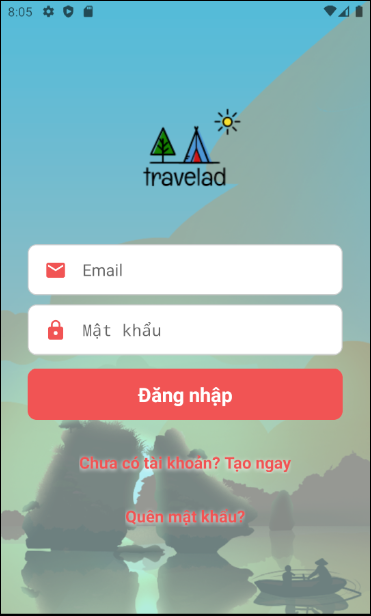 8:05
travelad
Email
Mật khẩu
Đăng nhập
Chưa có tài khoản? Tạo ngay
Quên mật khẩu?